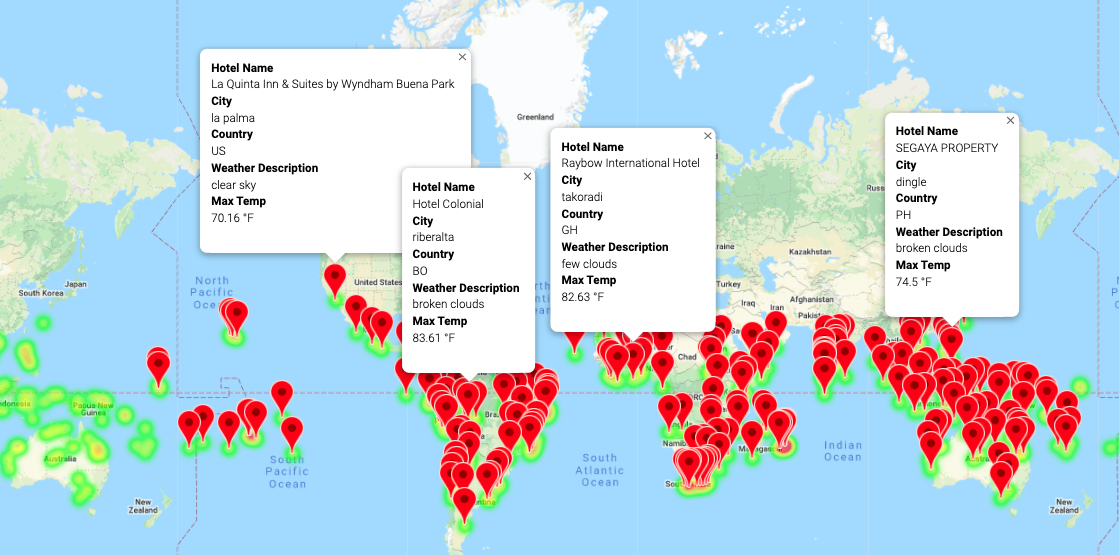 Hotel Name
La Quinta Inn & Suites by Wyndham Buena Park
City
la palma
Country
US
Weather Description
clear sky
Max Temp
70.16 °F
Hotel Name
Hotel Colonial
City
riberalta
Country
BO
Weather Description
broken clouds
Max Temp
83.61 °F
Hotel Name
Raybow International Hotel
City
takoradi
Country
GH
Weather Description
few clouds
Max Temp
82.63 °F
Hotel Name
SEGAYA PROPERTY
City
dingle
Country
PH
Weather Description
broken clouds
Max Temp
74.5 °F
Greenland
Kazakhstan
Turkey
Iraq
Iran
Afghanistan
Chad
Japan
South Korea
North
Pacific
United States
Papua New
Guinea
Australia
New
Zealand
South
Pacific
Ocean
South
Atlantic
Ocean
Indian
Ocean
New
Zealand